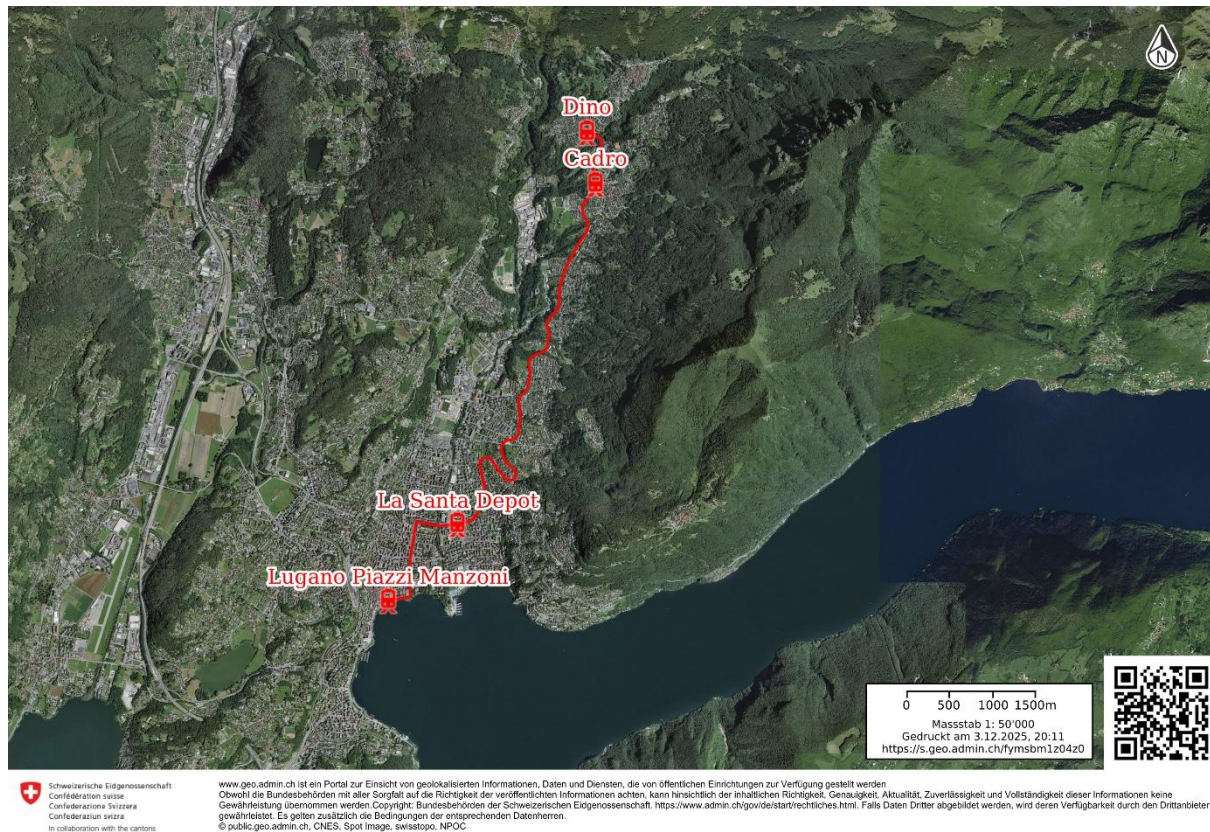 N
Dino
Cadro
La Santa Depot
Lugano Piazzi Manzoni
0 500 1000 1500m
Massstab 1: 50'000
Gedruckt am 3.12.2025, 20:11
https://s.geo.admin.ch/fymsbm1z04z0
Schweizerische Eidgenossenschaft
Confédération suisse
Confederazione Svizzera
Confederaziun svizra
In collaboration with the cantons
www.geo.admin.ch ist ein Portal zur Einsicht von geolokalisierten Informationen, Daten und Diensten, die von öffentlichen Einrichtungen zur Verfügung gestellt werden
Obwohl die Bundesbehörden mit aller Sorgfalt auf die Richtigkeit der veröffentlichten Informationen achten, kann hinsichtlich der inhaltlichen Richtigkeit, Genauigkeit, Aktualität, Zuverlässigkeit und Vollständigkeit dieser Informationen keine
Gewährleistung übernommen werden.Copyright: Bundesbehörden der Schweizerischen Eidgenossenschaft. https://www.admin.ch/gov/de/start/rechtliches.html. Falls Daten Dritter abgebildet werden, wird deren Verfügbarkeit durch den Drittanbieter
gewährleistet. Es gelten zusätzlich die Bedingungen der entsprechenden Datenherren.
© public.geo.admin.ch, CNES, Spot Image, swisstopo, NPOC